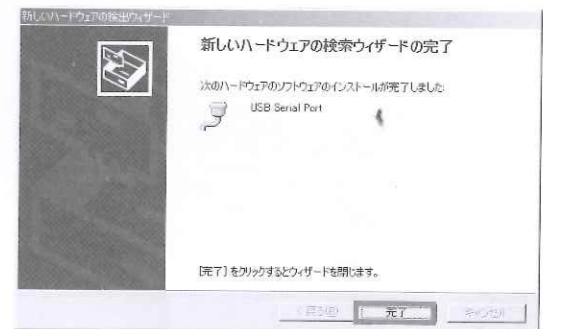 新しいハードウェアの検出ウィザード
新しいハードウェアの検索ウィザードの完了
次のハードウェアのソフトウェアのインストールが完了しました:
USB Serial Port
[完了] をクリックするとウィザードを閉じます。
< 戻る(B)
完了
キャンセル